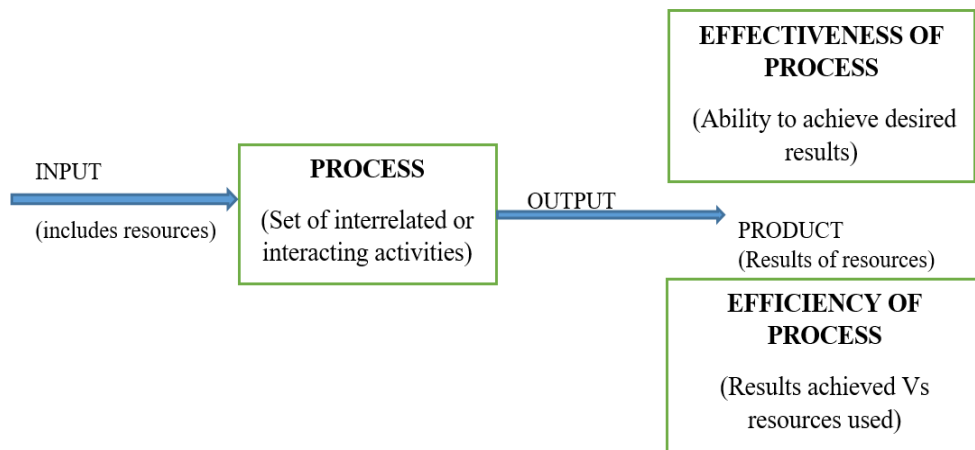 INPUT
(includes resources)
PROCESS
(Set of interrelated or
interacting activities)
OUTPUT
EFFECTIVENESS OF
PROCESS
(Ability to achieve desired
results)
PRODUCT
(Results of resources)
EFFICIENCY OF
PROCESS
(Results achieved Vs
resources used)